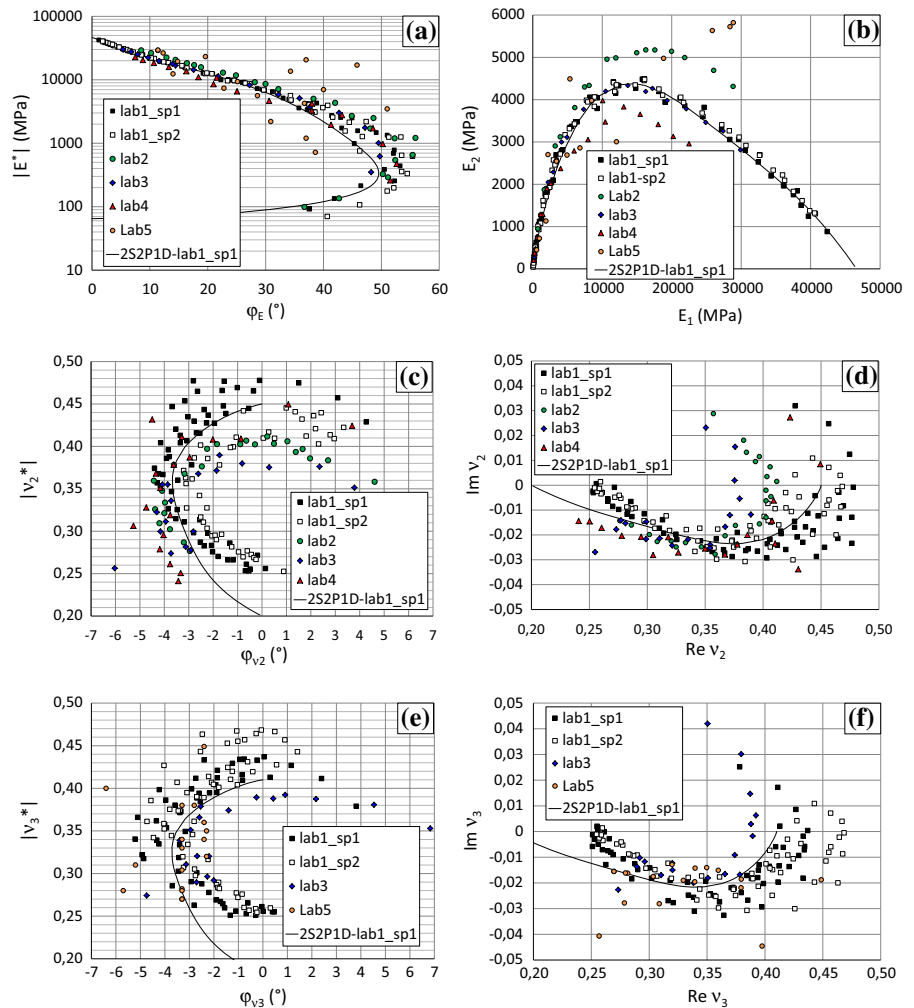 (a)
|E*| (MPa)
100000
10000
1000
100
10
0 10 20 30 40 50 60
φE (°)
lab1_sp1
lab1_sp2
lab2
lab3
lab4
Lab5
2S2P1D-lab1_sp1
(b)
E2 (MPa)
6000
5000
4000
3000
2000
1000
0
0 10000 20000 30000 40000 50000
E1 (MPa)
lab1_sp1
lab1-sp2
Lab2
lab3
lab4
Lab5
2S2P1D-lab1_sp1
(c)
|ν2*|
0,50
0,45
0,40
0,35
0,30
0,25
0,20
-7 -6 -5 -4 -3 -2 -1 0 1 2 3 4 5 6 7
φν2 (°)
lab1_sp1
lab1_sp2
lab2
lab3
lab4
2S2P1D-lab1_sp1
(d)
Im ν2
0,05
0,04
0,03
0,02
0,01
0
-0,01
-0,02
-0,03
-0,04
-0,05
0,20 0,25 0,30 0,35 0,40 0,45 0,50
Re ν2
lab1_sp1
lab1_sp2
lab2
lab3
lab4
2S2P1D-lab1_sp1
(e)
|ν3*|
0,50
0,45
0,40
0,35
0,30
0,25
0,20
-7 -6 -5 -4 -3 -2 -1 0 1 2 3 4 5 6 7
φν3 (°)
lab1_sp1
lab1_sp2
lab3
Lab5
2S2P1D-lab1_sp1
(f)
Im ν3
0,05
0,04
0,03
0,02
0,01
0
-0,01
-0,02
-0,03
-0,04
-0,05
0,20 0,25 0,30 0,35 0,40 0,45 0,50
Re ν3
lab1_sp1
lab1_sp2
lab3
Lab5
2S2P1D-lab1_sp1